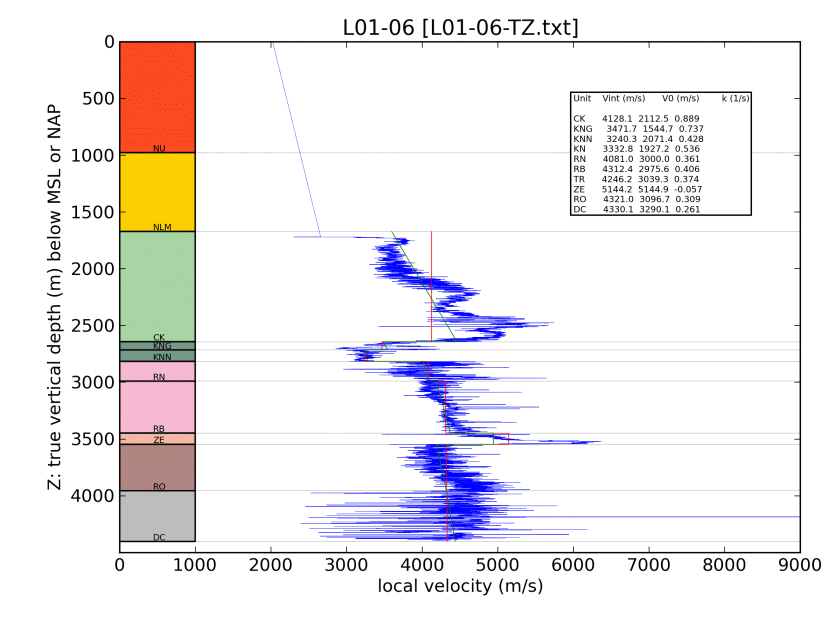 L01-06 [L01-06-TZ.txt]
Z: true vertical depth (m) below MSL or NAP
0
500
1000
1500
2000
2500
3000
3500
4000
NU
NLM
CK
KNG
KNN
RN
RB
ZE
RO
DC
Unit Vint (m/s) V0 (m/s) k (1/s)
CK 4128.1 2112.5 0.889
KNG 3471.7 1544.7 0.737
KNN 3240.3 2071.4 0.428
KN 3332.8 1927.2 0.536
RN 4081.0 3000.0 0.361
RB 4312.4 2975.6 0.406
TR 4246.2 3039.3 0.374
ZE 5144.2 5144.9 -0.057
RO 4321.0 3096.7 0.309
DC 4330.1 3290.1 0.261
0 1000 2000 3000 4000 5000 6000 7000 8000 9000
local velocity (m/s)